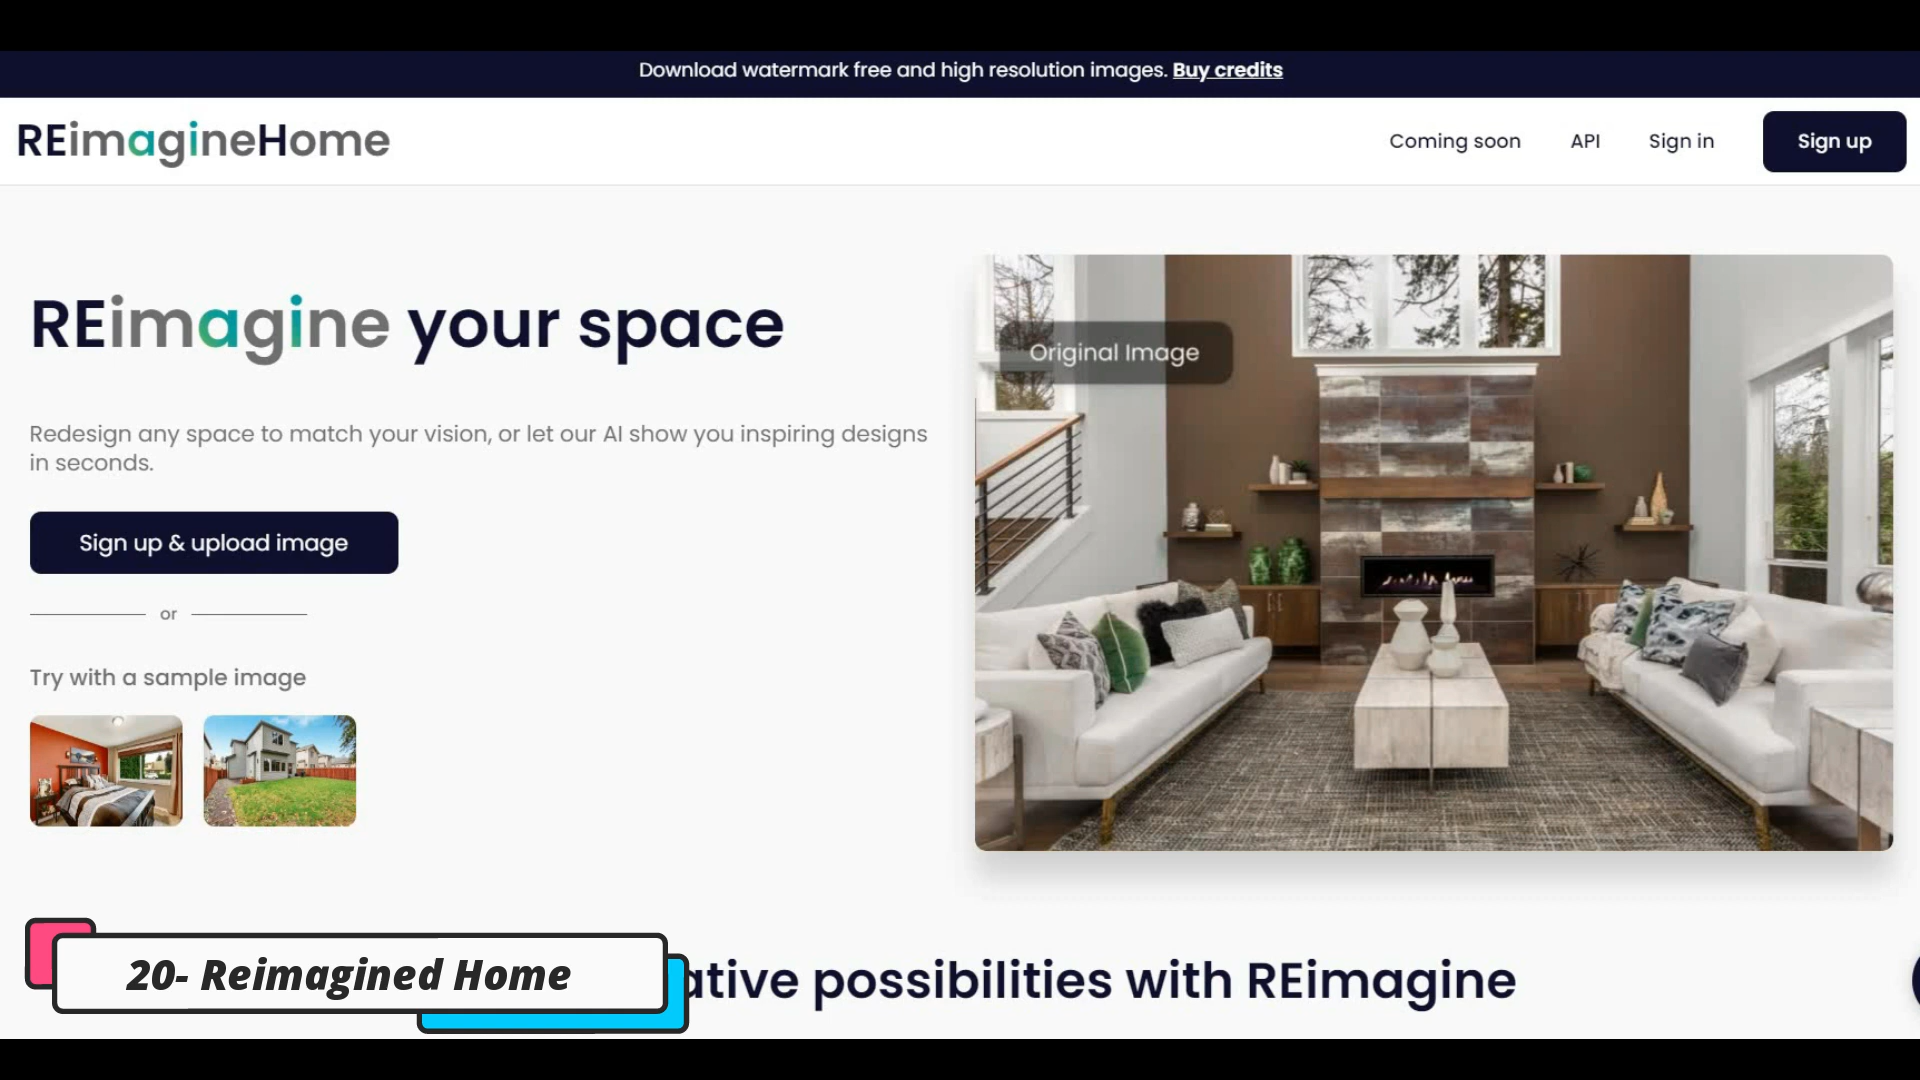 Download watermark free and high resolution images. Buy credits
REimagineHome
Coming soon API Sign in Sign up
REimagine your space
Original Image
Redesign any space to match your vision, or let our AI show you inspiring designs
in seconds.
Sign up & upload image
or
Try with a sample image
20- Reimagined Home
possibilities with REimagine